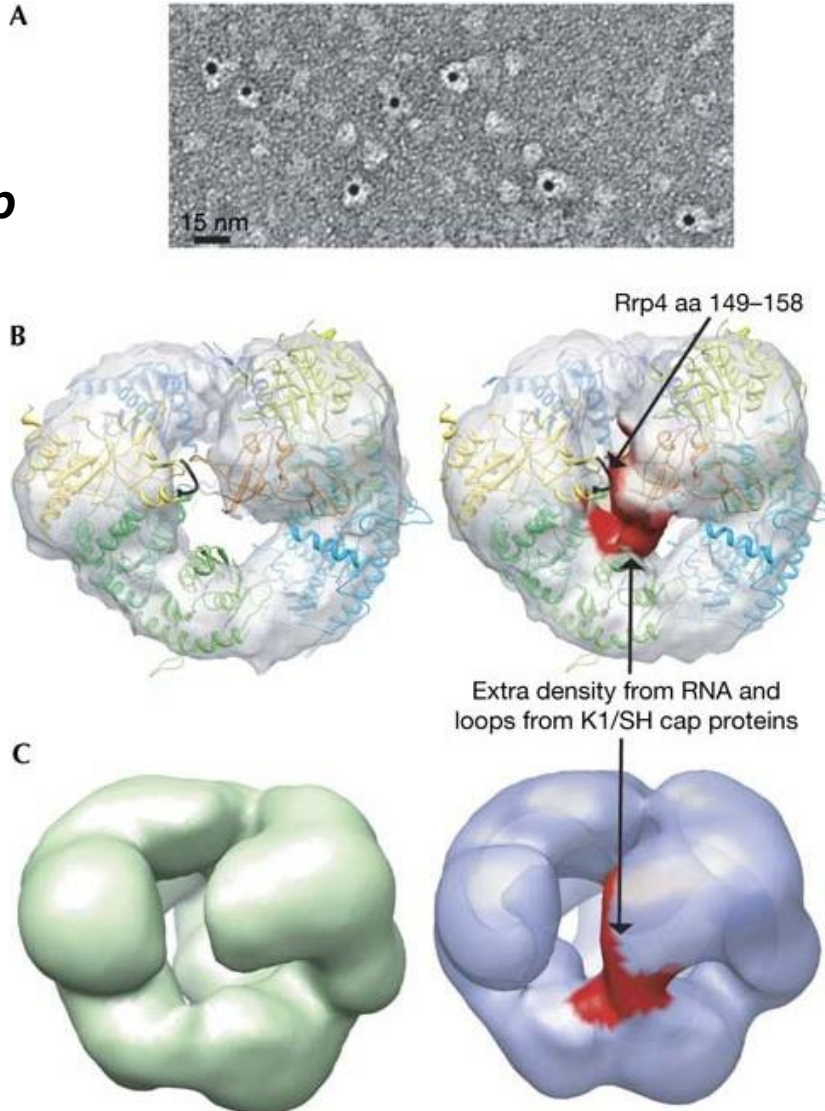 A
b
15 nm
Rrp4 aa 149–158
B
Extra density from RNA and
loops from K1/SH cap proteins
C